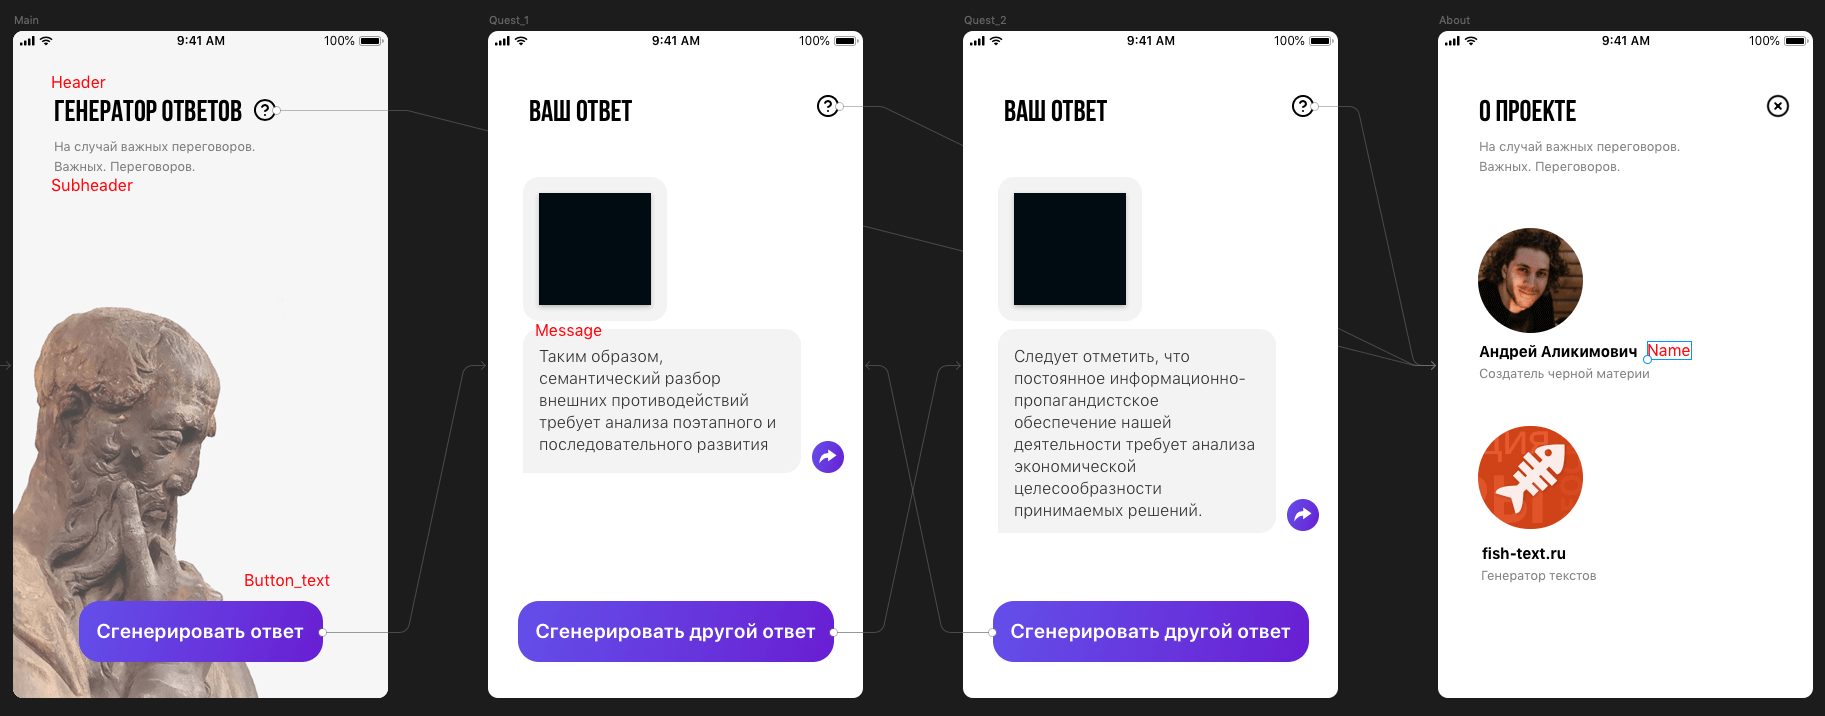 Main
9:41 AM
100%
Header
ГЕНЕРАТОР ОТВЕТОВ
На случай важных переговоров.
Важных. Переговоров.
Subheader
Button_text
Сгенерировать ответ
Quest_1
9:41 AM
100%
ВАШ ОТВЕТ
Message
Таким образом,
семантический разбор
внешних противодействий
требует анализа поэтапного и
последовательного развития
Сгенерировать другой ответ
Quest_2
9:41 AM
100%
ВАШ ОТВЕТ
Следует отметить, что
постоянное информационно-
пропагандистское
обеспечение нашей
деятельности требует анализа
экономической
целесообразности
принимаемых решений.
Сгенерировать другой ответ
About
9:41 AM
100%
О ПРОЕКТЕ
На случай важных переговоров.
Важных. Переговоров.
Андрей Аликимович
Name
Создатель черной материи
fish-text.ru
Генератор текстов